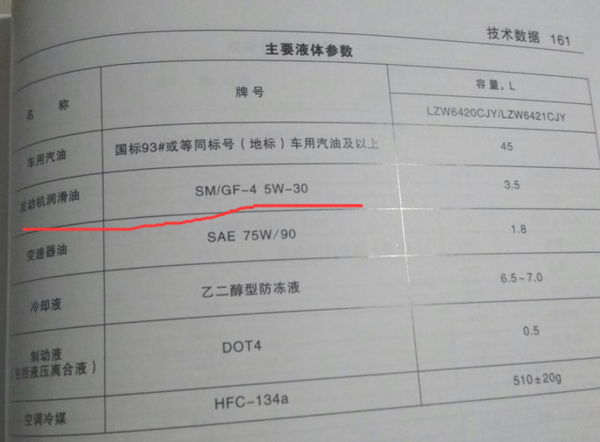 技术数据 161
主要液体参数
名 称
牌号
容量,L
LZW6420CJY/LZW6421CJY
车用汽油
国标93#或等同标号(地标)车用汽油及以上
45
发动机润滑油
SM/GF-4 5W-30
3.5
变速器油
SAE 75W/90
1.8
冷却液
乙二醇型防冻液
6.5~7.0
制动液
(包括液压离合液)
DOT4
0.5
空调冷媒
HFC-134a
510±20g